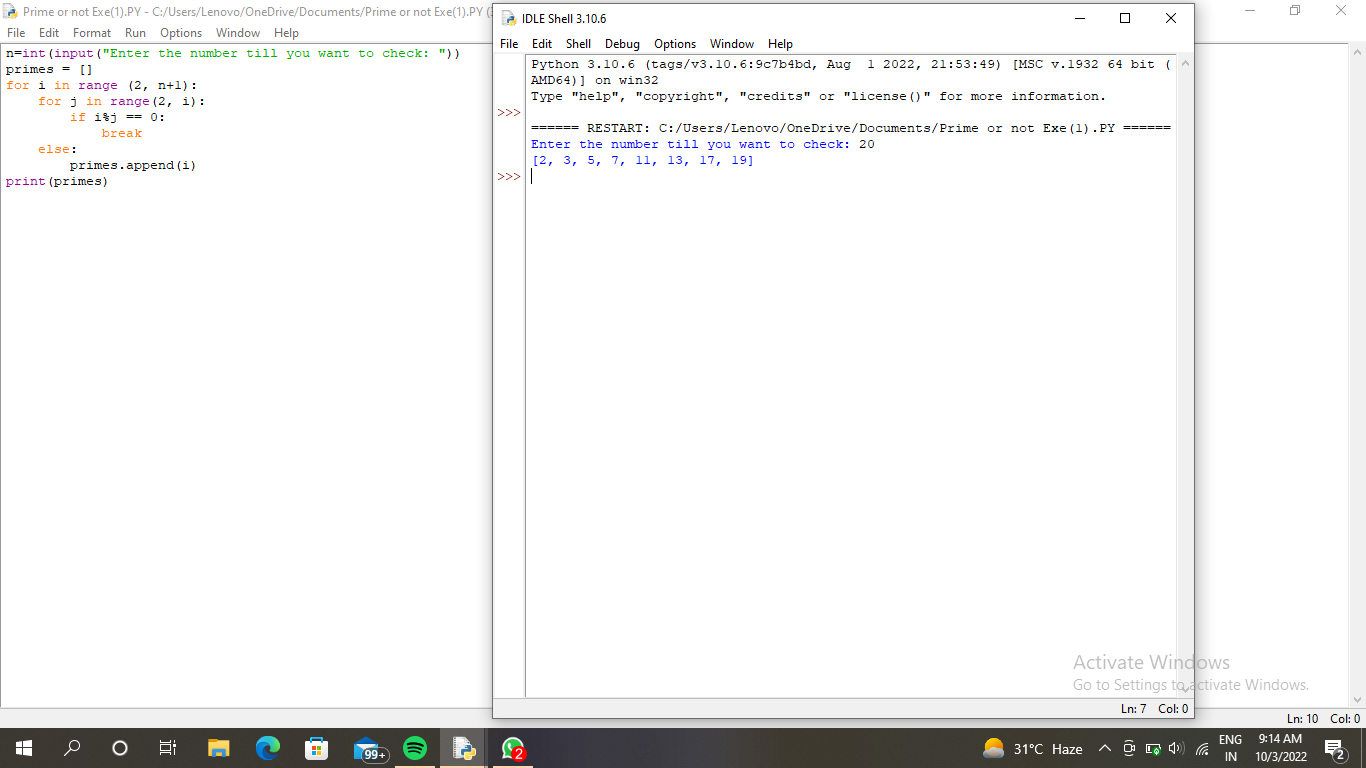 Prime or not Exe(1).PY - C:/Users/Lenovo/OneDrive/Documents/Prime or not Exe(1).PY
File Edit Format Run Options Window Help
n=int(input("Enter the number till you want to check: "))
primes = []
for i in range (2, n+1):
    for j in range(2, i):
        if i%j == 0:
            break
    else:
        primes.append(i)
print(primes)
IDLE Shell 3.10.6
File Edit Shell Debug Options Window Help
Python 3.10.6 (tags/v3.10.6:9c7b4bd, Aug  1 2022, 21:53:49) [MSC v.1932 64 bit (
AMD64)] on win32
Type "help", "copyright", "credits" or "license()" for more information.
>>>
====== RESTART: C:/Users/Lenovo/OneDrive/Documents/Prime or not Exe(1).PY ======
Enter the number till you want to check: 20
[2, 3, 5, 7, 11, 13, 17, 19]
>>>
Activate Windows
Go to Settings to activate Windows.
Ln: 7 Col: 0
Ln: 10 Col: 0
99+
2
31°C Haze
ENG
IN
9:14 AM
10/3/2022
2